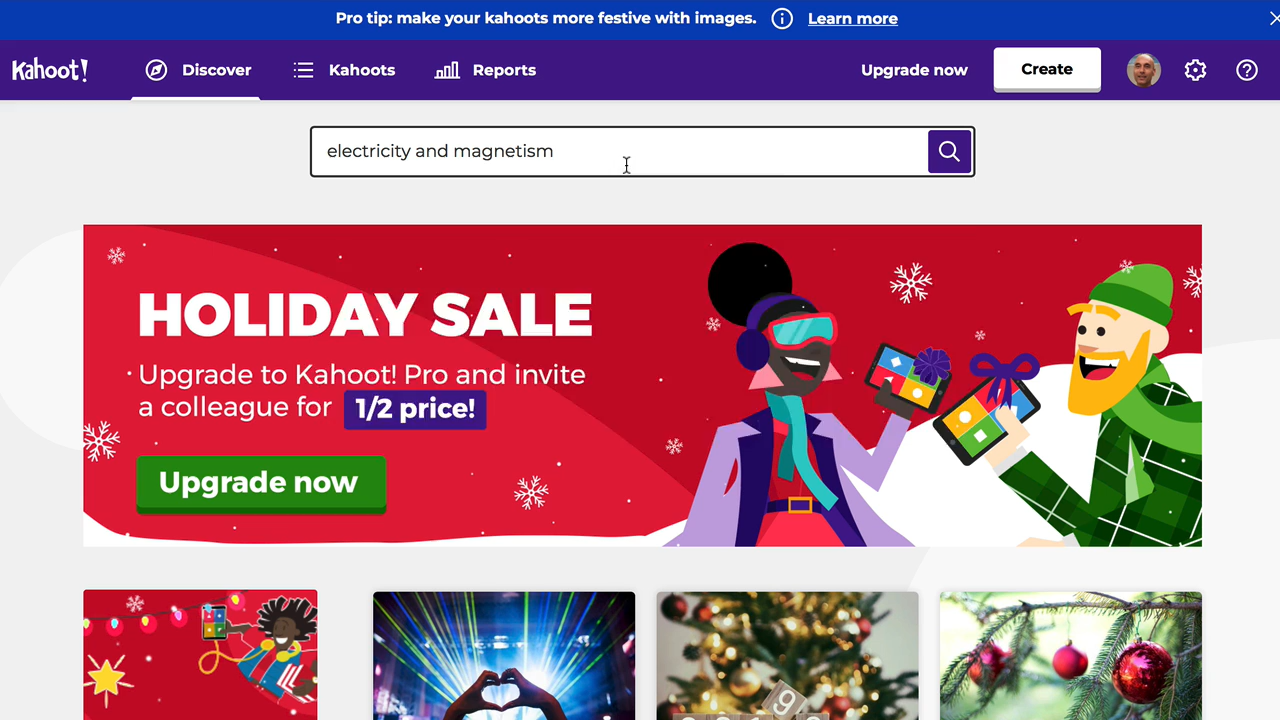 Pro tip: make your kahoots more festive with images. Learn more
Kahoot! Discover Kahoots Reports Upgrade now Create
electricity and magnetism
HOLIDAY SALE
Upgrade to Kahoot! Pro and invite
a colleague for 1/2 price!
Upgrade now
9